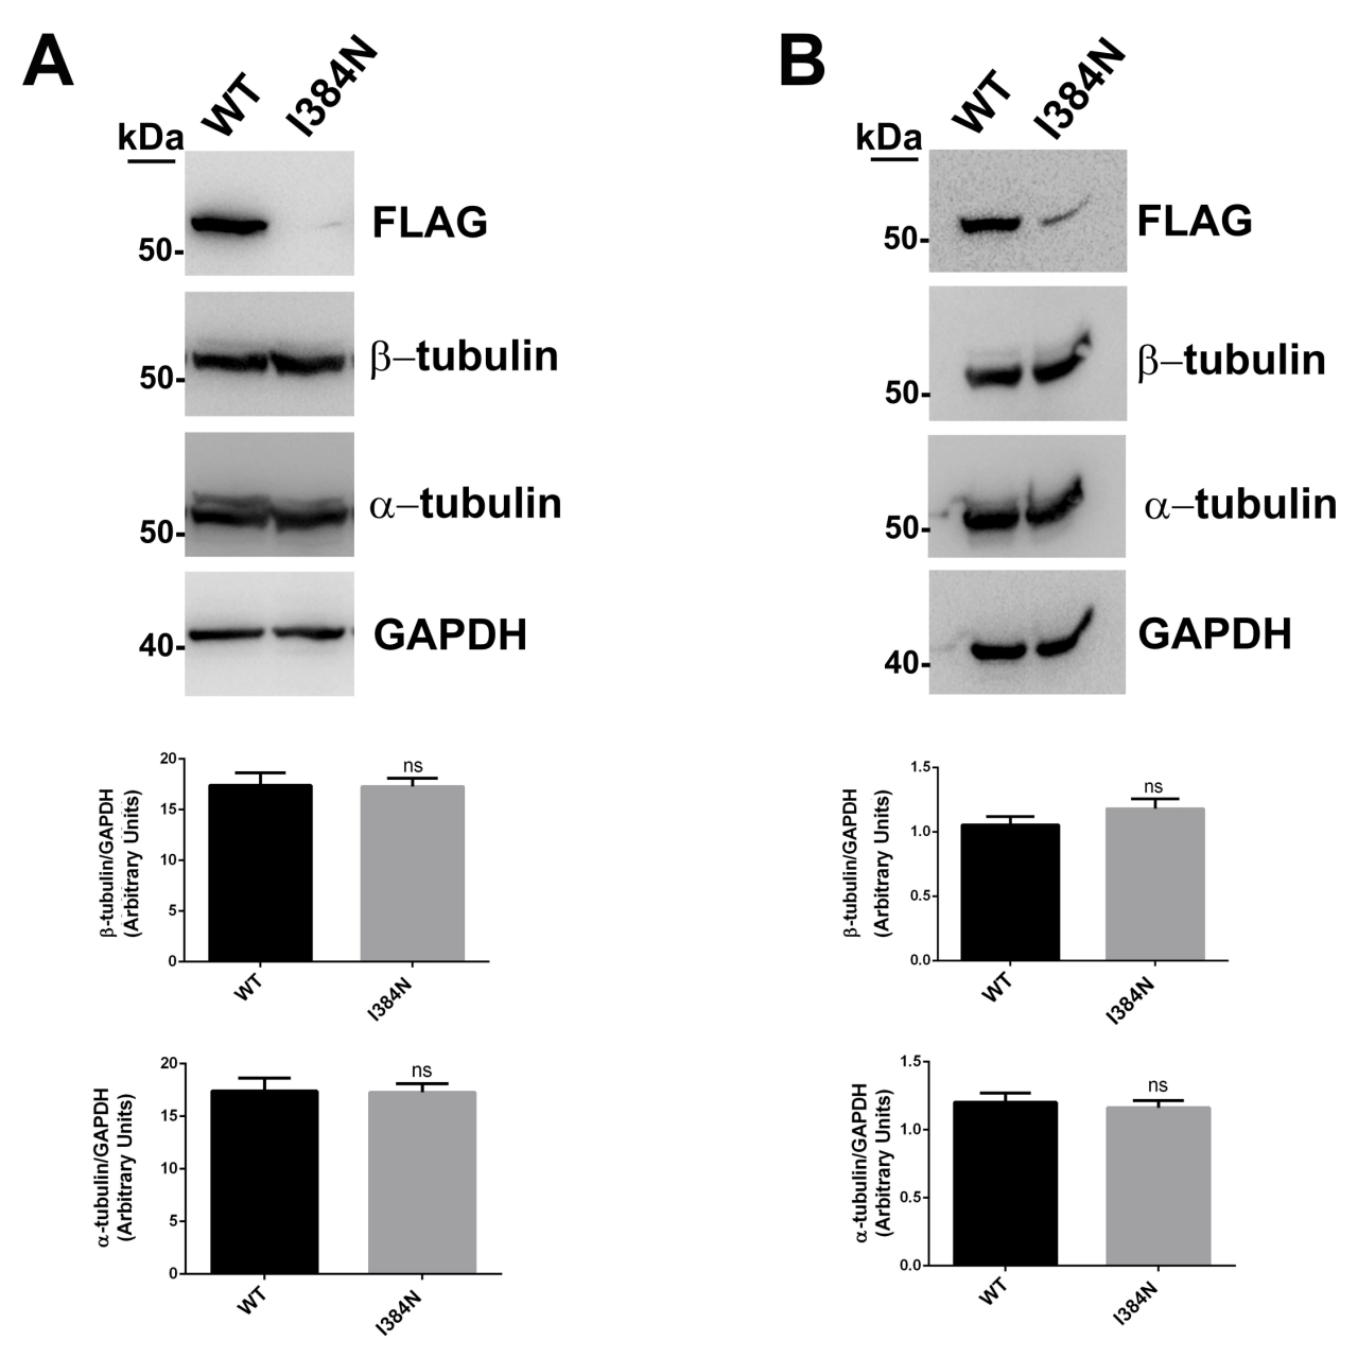 A
WT
I384N
kDa
FLAG
50-
β–tubulin
50-
α–tubulin
50-
GAPDH
40-
20
15
10
5
0
β-tubulin/GAPDH
(Arbitrary Units)
ns
WT
I384N
20
15
10
5
0
α-tubulin/GAPDH
(Arbitrary Units)
ns
WT
I384N
B
WT
I384N
kDa
FLAG
50-
β–tubulin
50-
α–tubulin
50-
GAPDH
40-
1.5
1.0
0.5
0.0
β-tubulin/GAPDH
(Arbitrary Units)
ns
WT
I384N
1.5
1.0
0.5
0.0
α-tubulin/GAPDH
(Arbitrary Units)
ns
WT
I384N